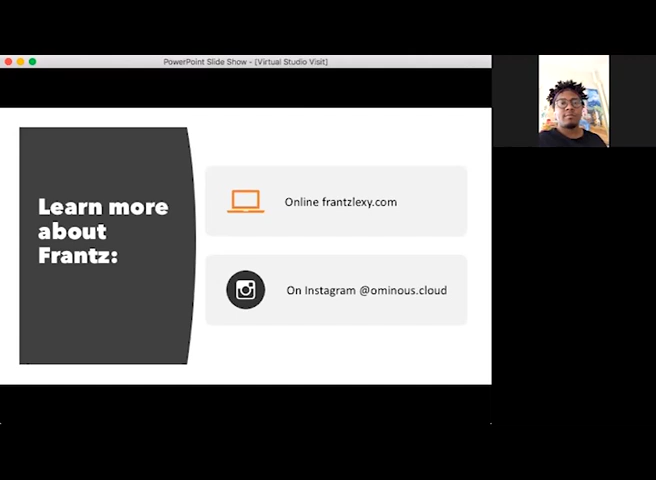 PowerPoint Slide Show - [Virtual Studio Visit]
Learn more
about
Frantz:
Online frantzlexy.com
On Instagram @ominous.cloud